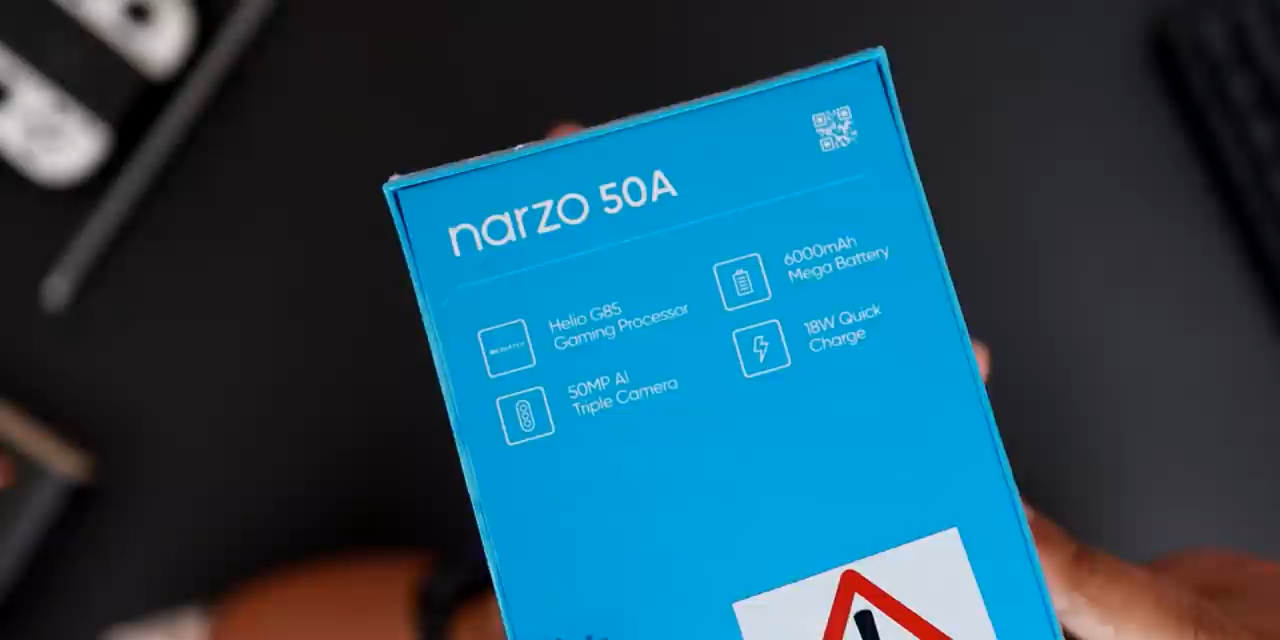 narzo 50A
Helio G85
Gaming Processor
50MP AI
Triple Camera
6000mAh
Mega Battery
18W Quick
Charge